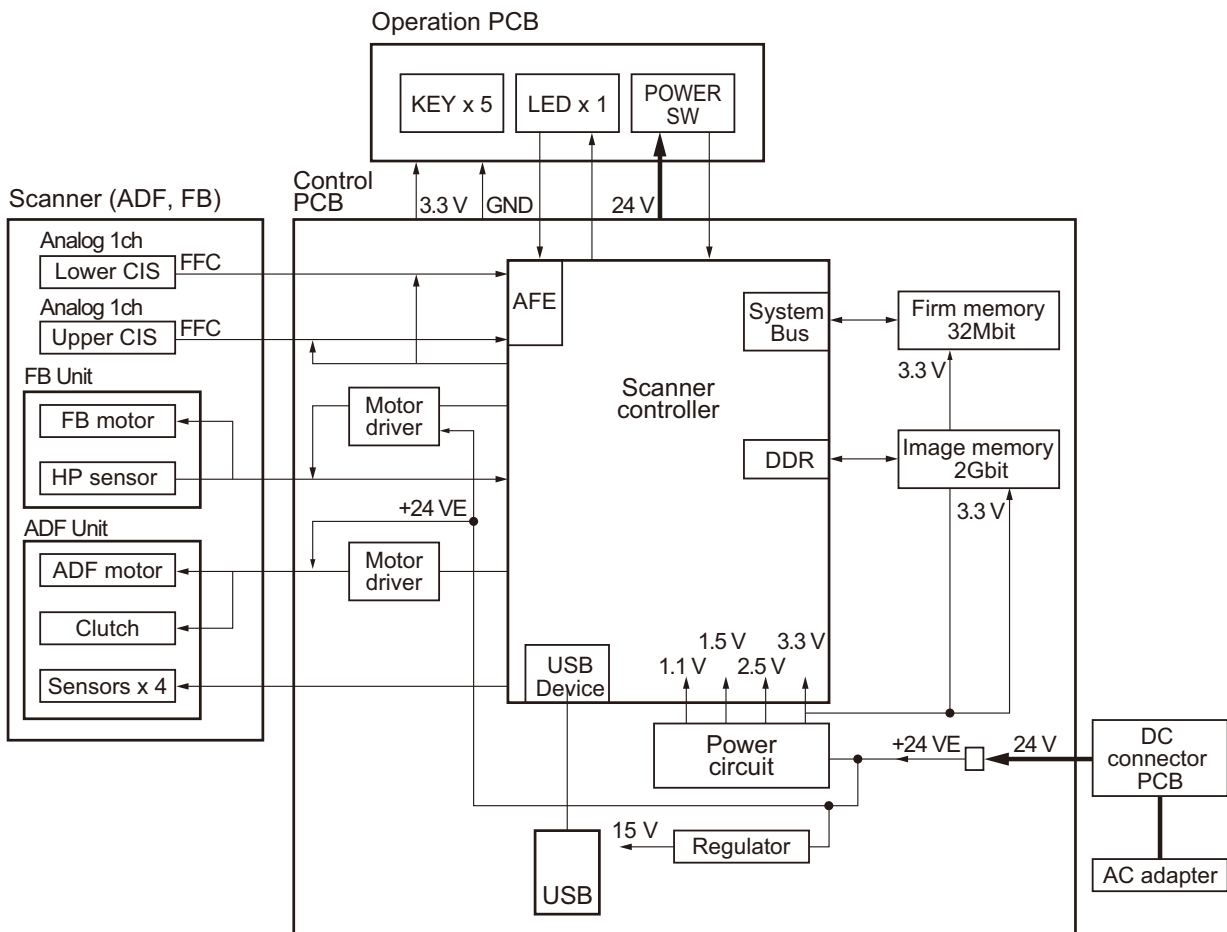 Operation PCB
KEY x 5
LED x 1
POWER
SW
Control
PCB
3.3 V
GND
24 V
Scanner (ADF, FB)
Analog 1ch
Lower CIS
FFC
Analog 1ch
Upper CIS
FFC
FB Unit
FB motor
HP sensor
ADF Unit
ADF motor
Clutch
Sensors x 4
Motor
driver
+24 VE
Motor
driver
AFE
Scanner
controller
System
Bus
DDR
USB
Device
Firm memory
32Mbit
3.3 V
Image memory
2Gbit
3.3 V
1.1 V
1.5 V
2.5 V
3.3 V
Power
circuit
+24 VE
24 V
DC
connector
PCB
15 V
Regulator
USB
AC adapter